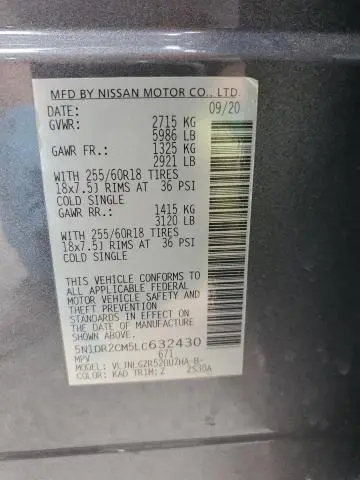 MFD BY NISSAN MOTOR CO., LTD.
DATE: 09/20
GVWR: 2715 KG
5986 LB
GAWR FR.: 1325 KG
2921 LB
WITH 255/60R18 TIRES
18x7.5J RIMS AT 36 PSI
COLD SINGLE
GAWR RR.: 1415 KG
3120 LB
WITH 255/60R18 TIRES
18x7.5J RIMS AT 36 PSI
COLD SINGLE
THIS VEHICLE CONFORMS TO
ALL APPLICABLE FEDERAL
MOTOR VEHICLE SAFETY AND
THEFT PREVENTION
STANDARDS IN EFFECT ON
THE DATE OF MANUFACTURE
SHOWN ABOVE.
5N1DR2CM5LC632430
MPV 671
MODEL:
COLOR: KAD TRIM: Z 2S30A